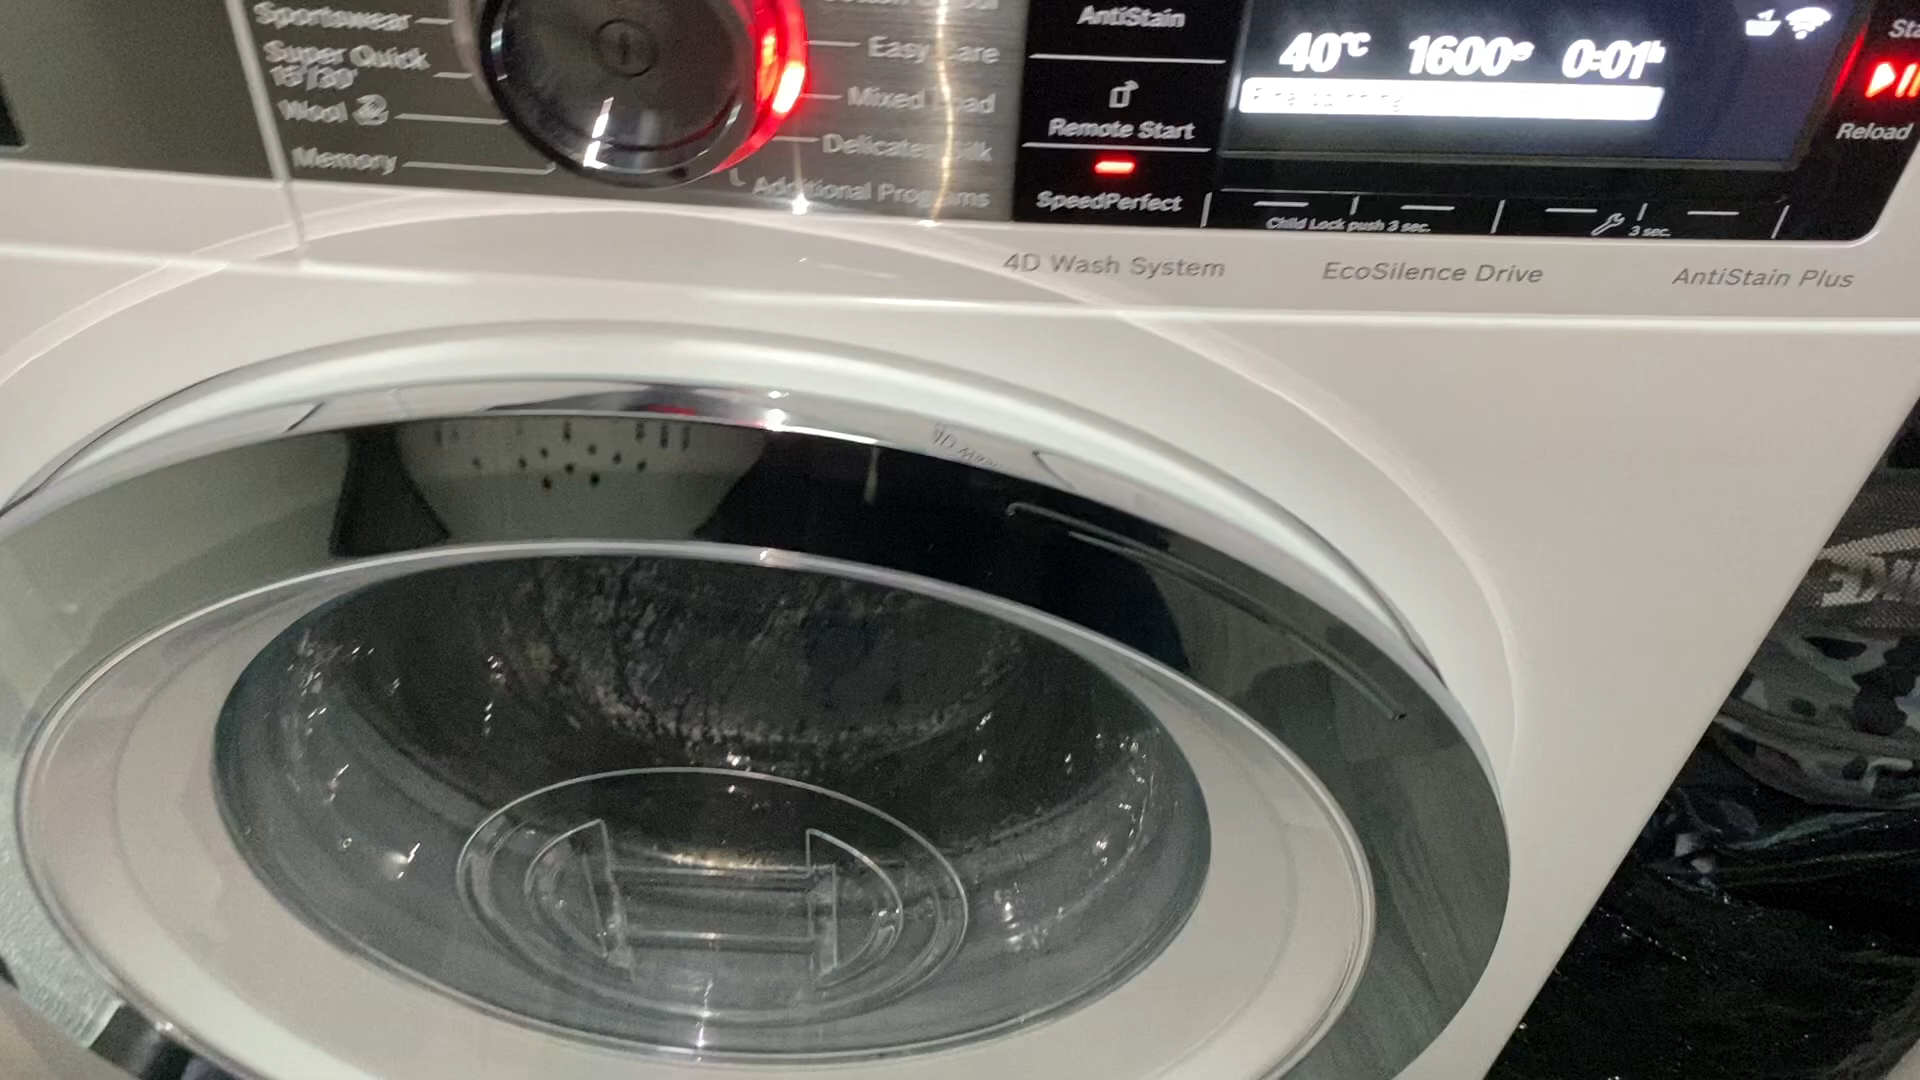 Sportswear
Super Quick
15'/30'
Wool
Memory
Easy Care
Mixed Load
Delicates/Silk
Additional Programs
AntiStain
Remote Start
SpeedPerfect
40°C 1600 0:01h
Reload
Child Lock push 3 sec.
3 sec.
4D Wash System
EcoSilence Drive
AntiStain Plus